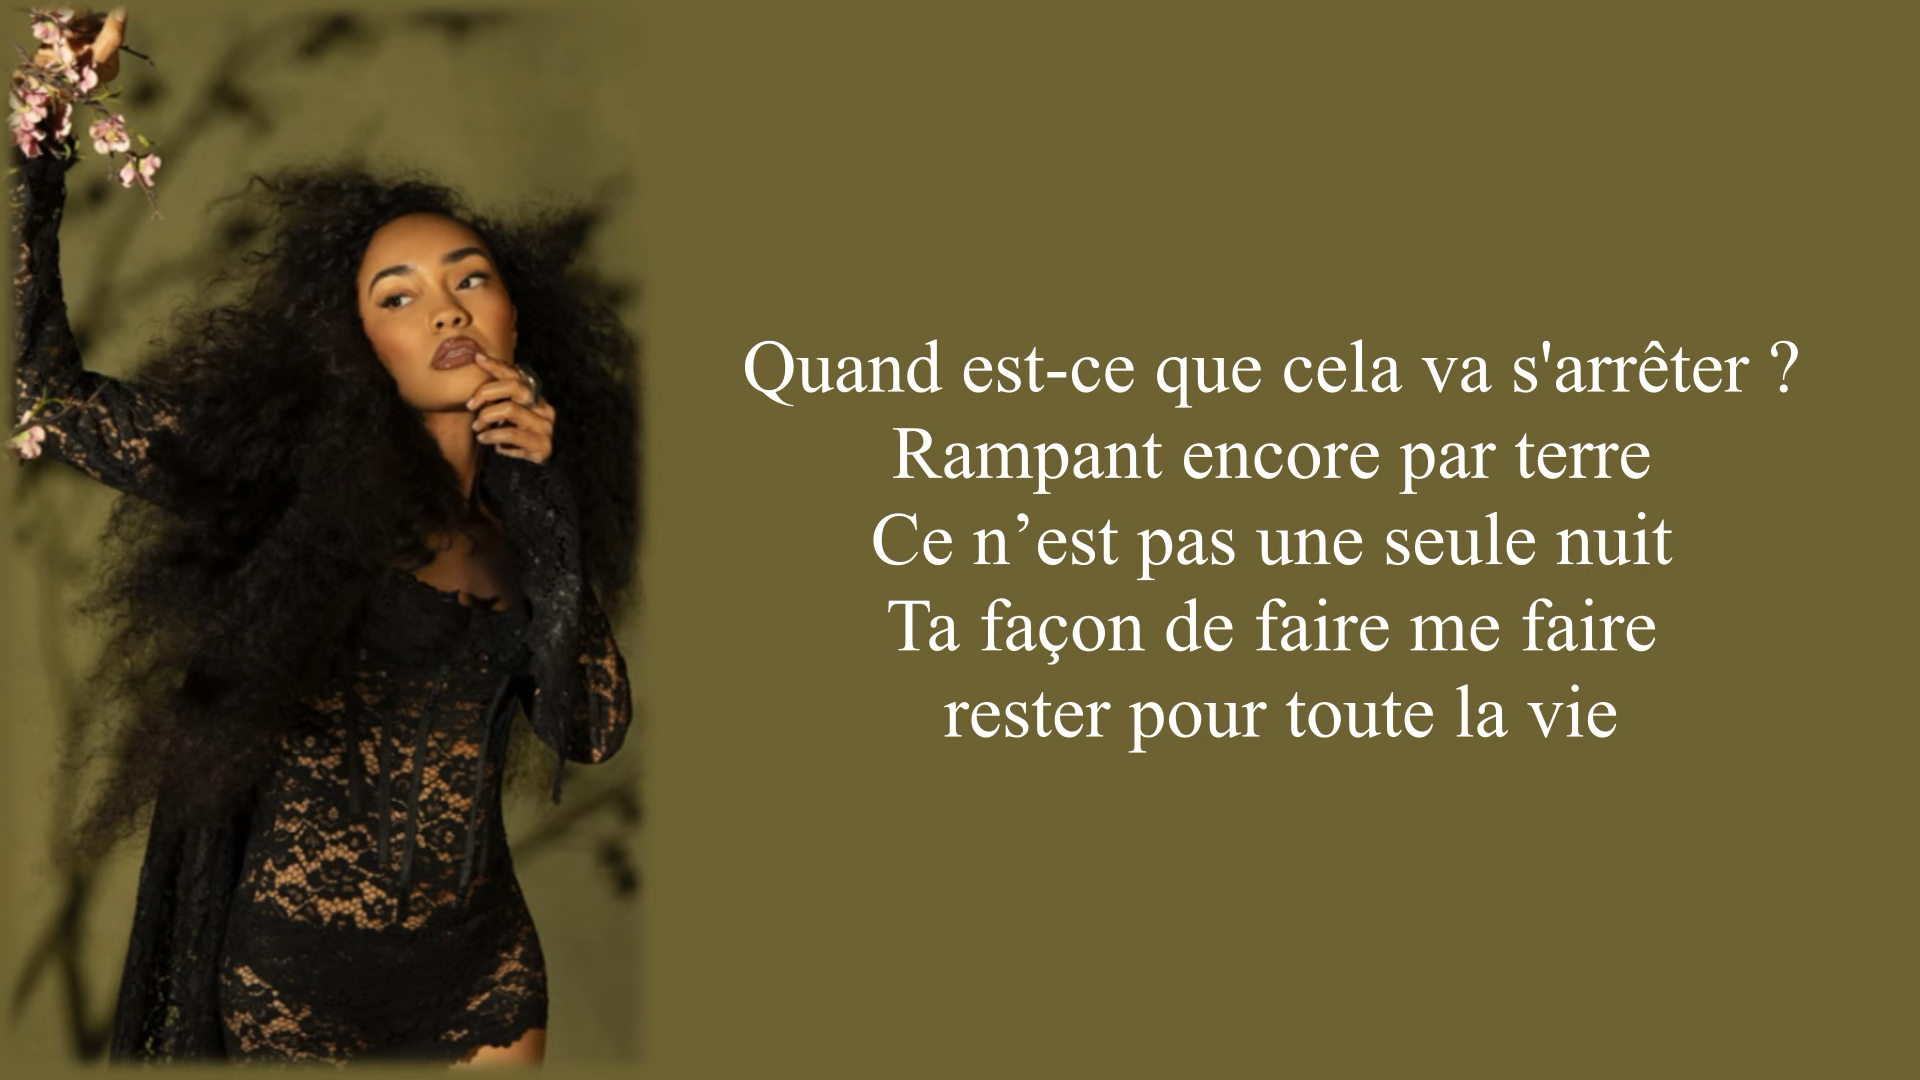 Quand est-ce que cela va s'arrêter ?
Rampant encore par terre
Ce n’est pas une seule nuit
Ta façon de faire me faire
rester pour toute la vie